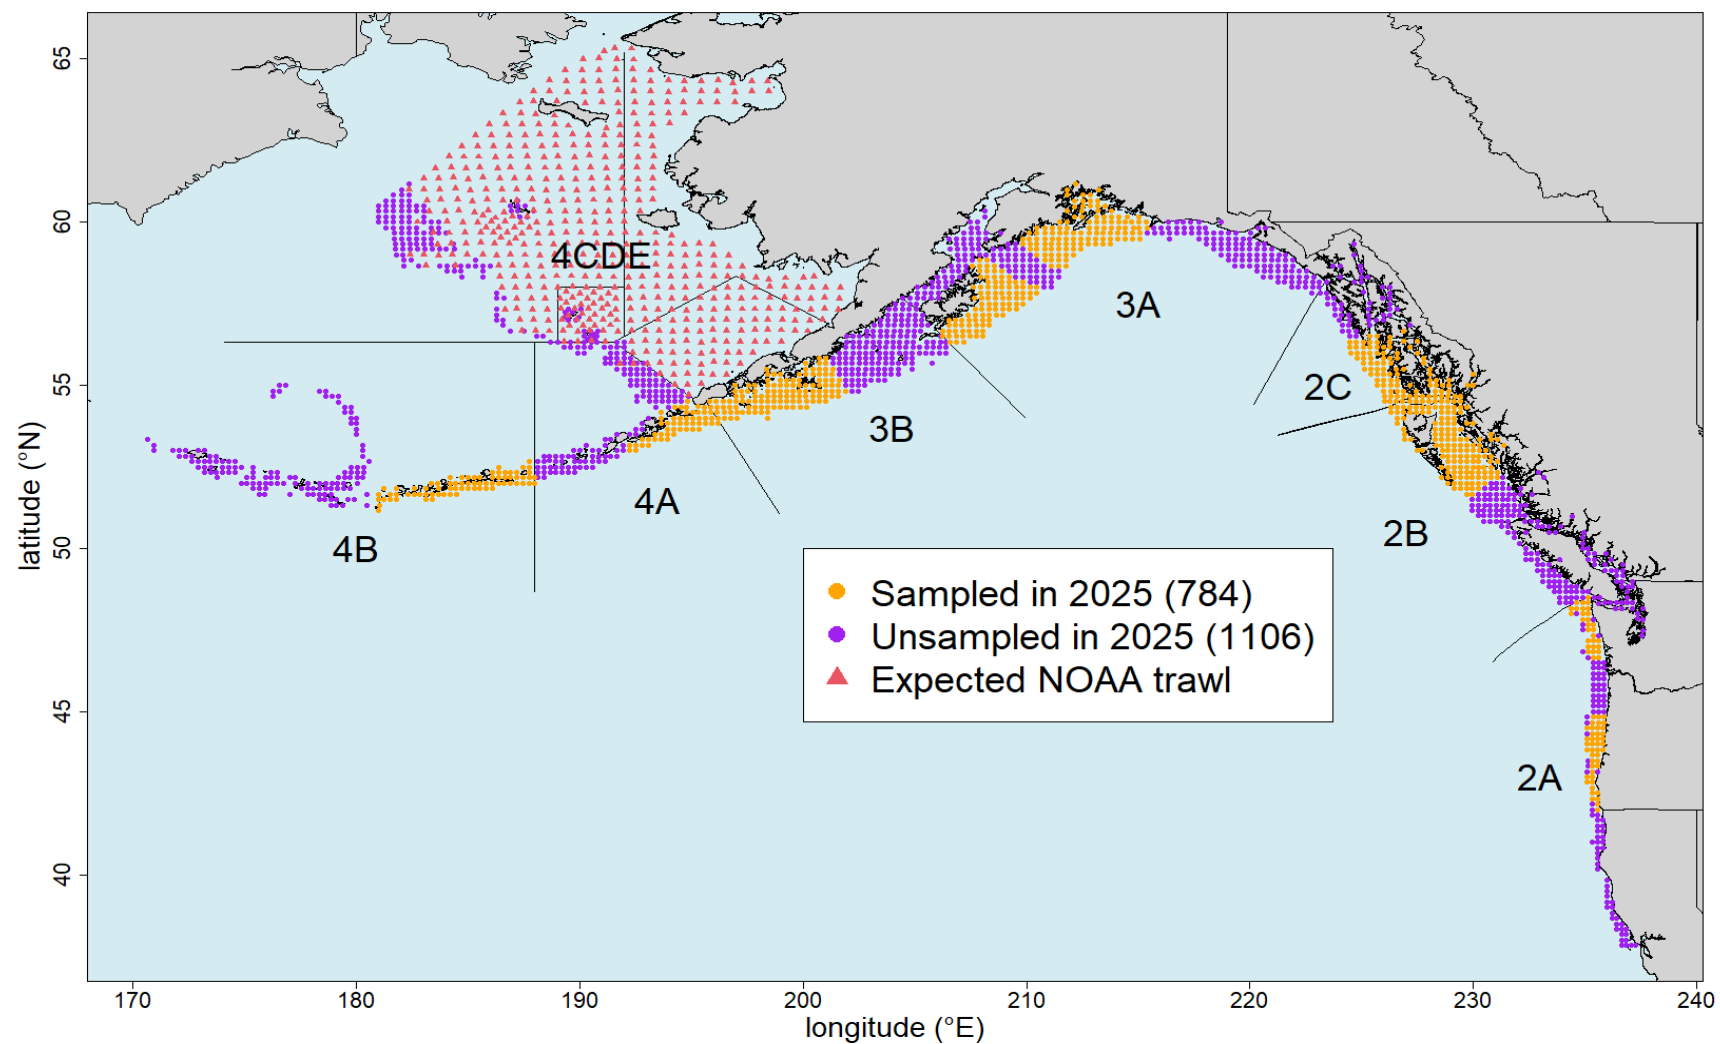 65
60
55
50
45
40
latitude (°N)
4CDE
3A
2C
3B
4A
2B
4B
2A
Sampled in 2025 (784)
Unsampled in 2025 (1106)
Expected NOAA trawl
170
180
190
200
210
220
230
240
longitude (°E)